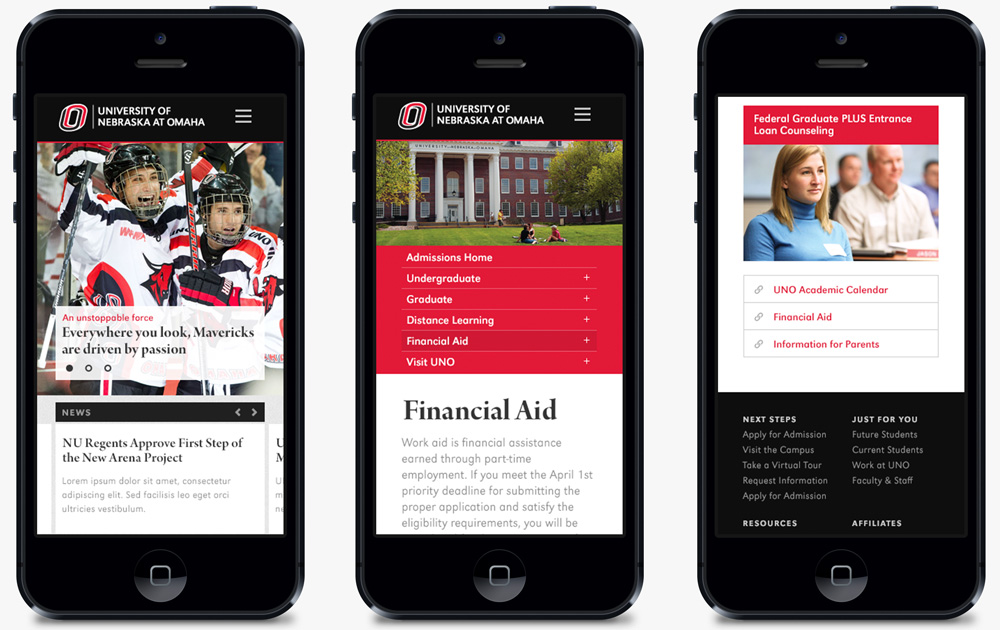 UNIVERSITY OF
NEBRASKA AT OMAHA
An unstoppable force
Everywhere you look, Mavericks
are driven by passion
NEWS
NU Regents Approve First Step of
the New Arena Project
Lorem ipsum dolor sit amet, consectetur
adipiscing elit. Sed facilisis leo eget orci
ultricies vestibulum.
UNIVERSITY OF
NEBRASKA AT OMAHA
UNIVERSITY OF NEBRASKA OMAHA
Admissions Home
Undergraduate +
Graduate +
Distance Learning +
Financial Aid +
Visit UNO +
Financial Aid
Work aid is financial assistance
earned through part-time
employment. If you meet the April 1st
priority deadline for submitting the
proper application and satisfy the
eligibility requirements, you will be
Federal Graduate PLUS Entrance
Loan Counseling
JASON
UNO Academic Calendar
Financial Aid
Information for Parents
NEXT STEPS
Apply for Admission
Visit the Campus
Take a Virtual Tour
Request Information
Apply for Admission
JUST FOR YOU
Future Students
Current Students
Work at UNO
Faculty & Staff
RESOURCES
AFFILIATES